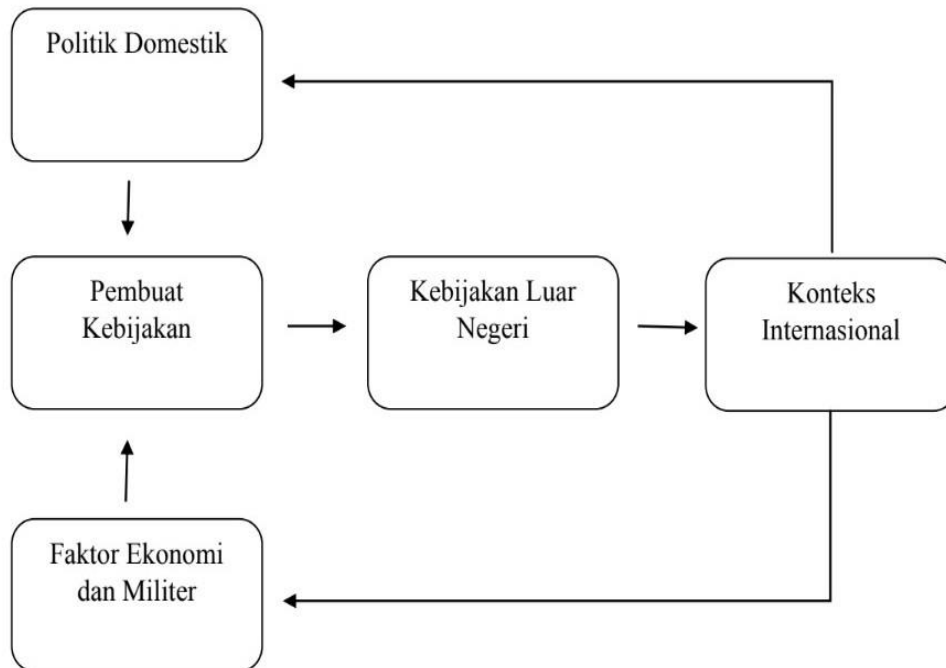 Politik Domestik
Pembuat
Kebijakan
Kebijakan Luar
Negeri
Konteks
Internasional
Faktor Ekonomi
dan Militer